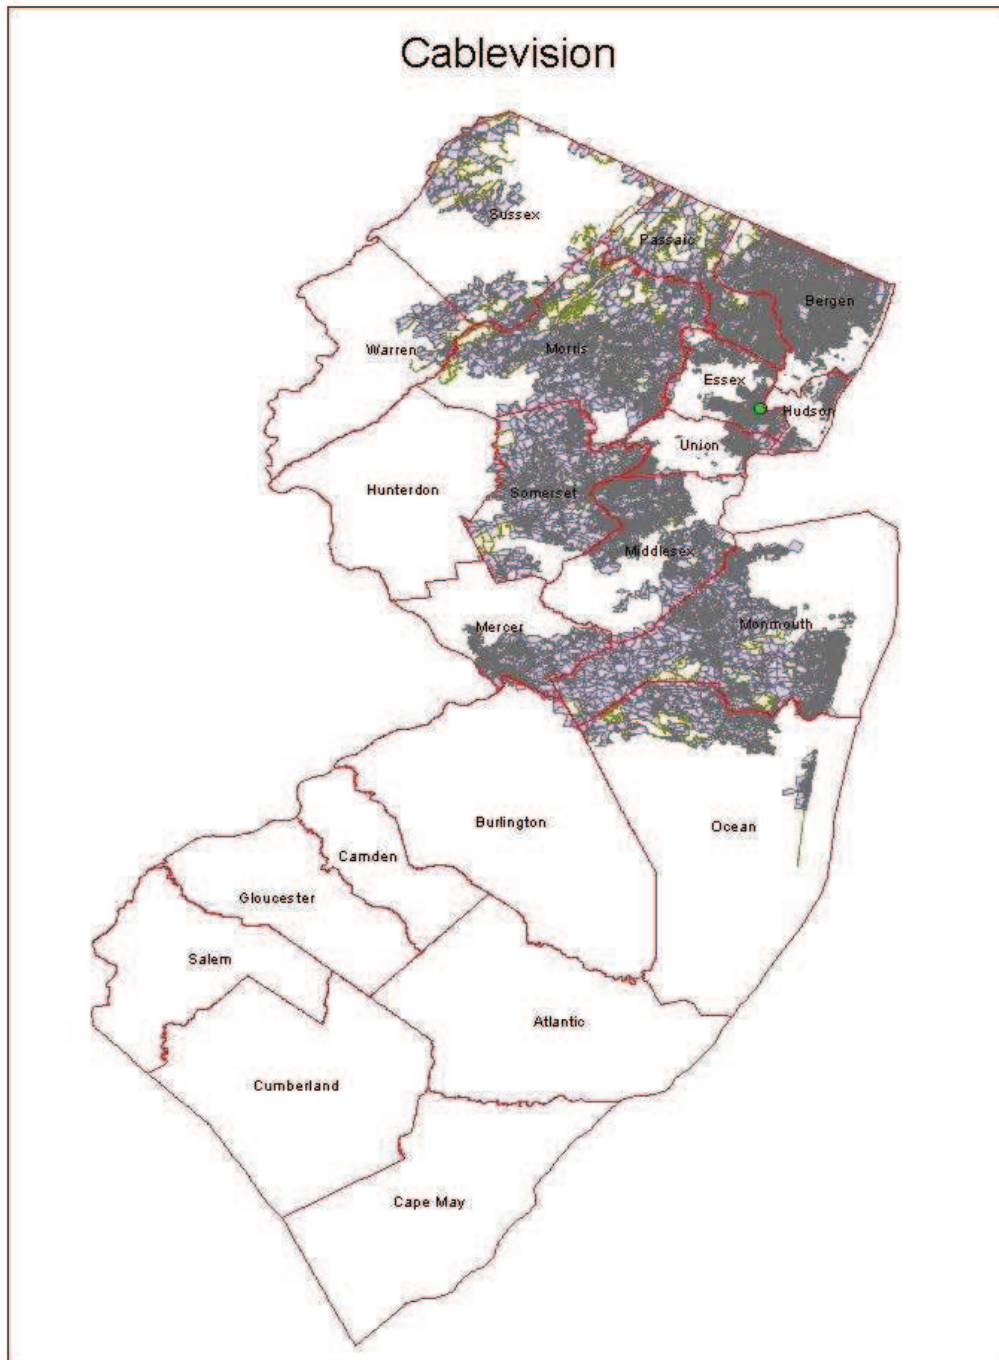 Cablevision
Sussex
Passaic
Bergen
Warren
Morris
Essex
Hudson
Union
Hunterdon
Somerset
Middlesex
Mercer
Monmouth
Burlington
Ocean
Camden
Gloucester
Salem
Atlantic
Cumberland
Cape May